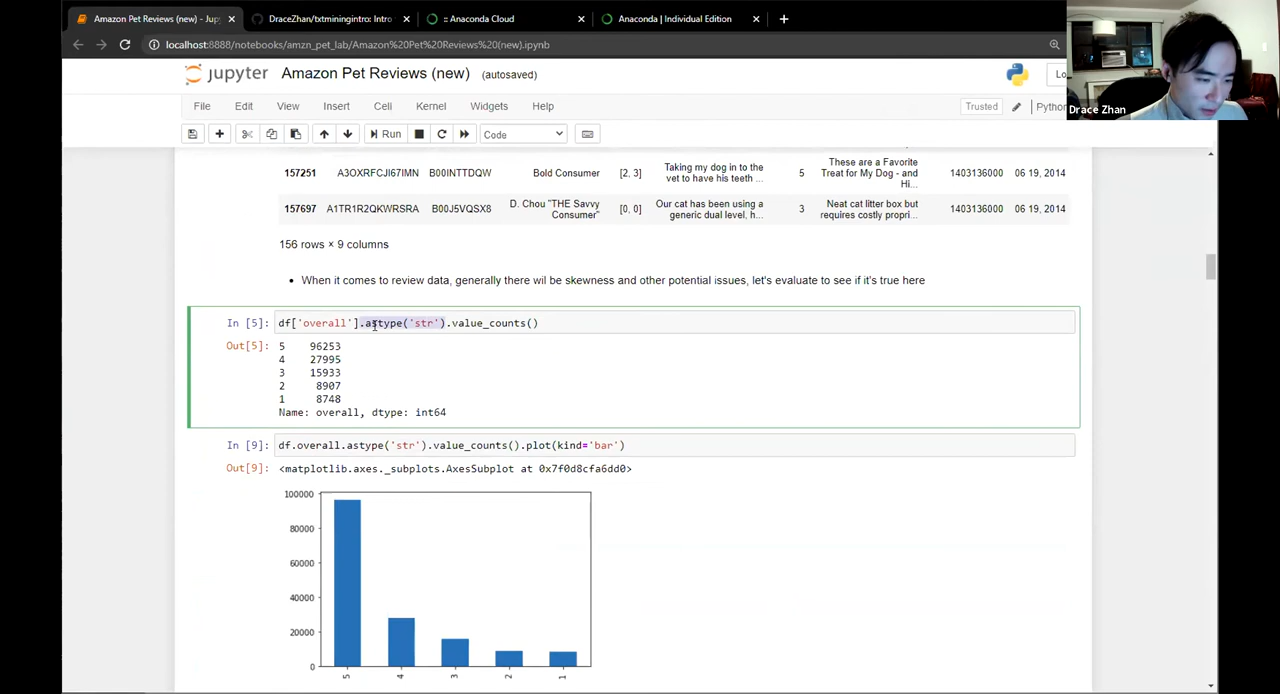 Amazon Pet Reviews (new) - Jup
DraceZhan/txtminingintro: Intro
:: Anaconda Cloud
Anaconda | Individual Edition
localhost:8888/notebooks/amzn_pet_lab/Amazon%20Pet%20Reviews%20(new).ipynb
Drace Zhan
jupyter Amazon Pet Reviews (new) (autosaved)
File Edit View Insert Cell Kernel Widgets Help
Trusted
Python
Run
Code
157251 A3OXRFCJI67IMN B00INTTDQW Bold Consumer [2, 3] Taking my dog in to the vet to have his teeth ... 5 These are a Favorite Treat for My Dog - and Hi... 1403136000 06 19, 2014
157697 A1TR1R2QKWRSRA B00J5VQSX8 D. Chou "THE Savvy Consumer" [0, 0] Our cat has been using a generic dual level, h... 3 Neat cat litter box but requires costly propri... 1403136000 06 19, 2014
156 rows × 9 columns
• When it comes to review data, generally there wil be skewness and other potential issues, let's evaluate to see if it's true here
In [5]: df['overall'].astype('str').value_counts()
Out[5]: 5 96253
4 27995
3 15933
2 8907
1 8748
Name: overall, dtype: int64
In [9]: df.overall.astype('str').value_counts().plot(kind='bar')
Out[9]: <matplotlib.axes._subplots.AxesSubplot at 0x7f0d8cfa6dd0>
100000
80000
60000
40000
20000
0
5 4 3 2 1